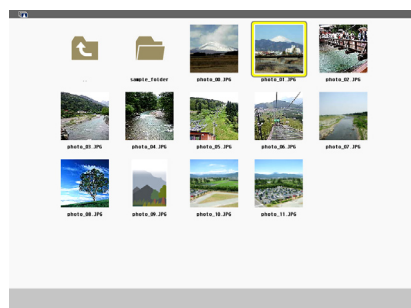 ..
sample_folder
photo_00.JPG
photo_01.JPG
photo_02.JPG
photo_03.JPG
photo_04.JPG
photo_05.JPG
photo_06.JPG
photo_07.JPG
photo_08.JPG
photo_09.JPG
photo_10.JPG
photo_11.JPG